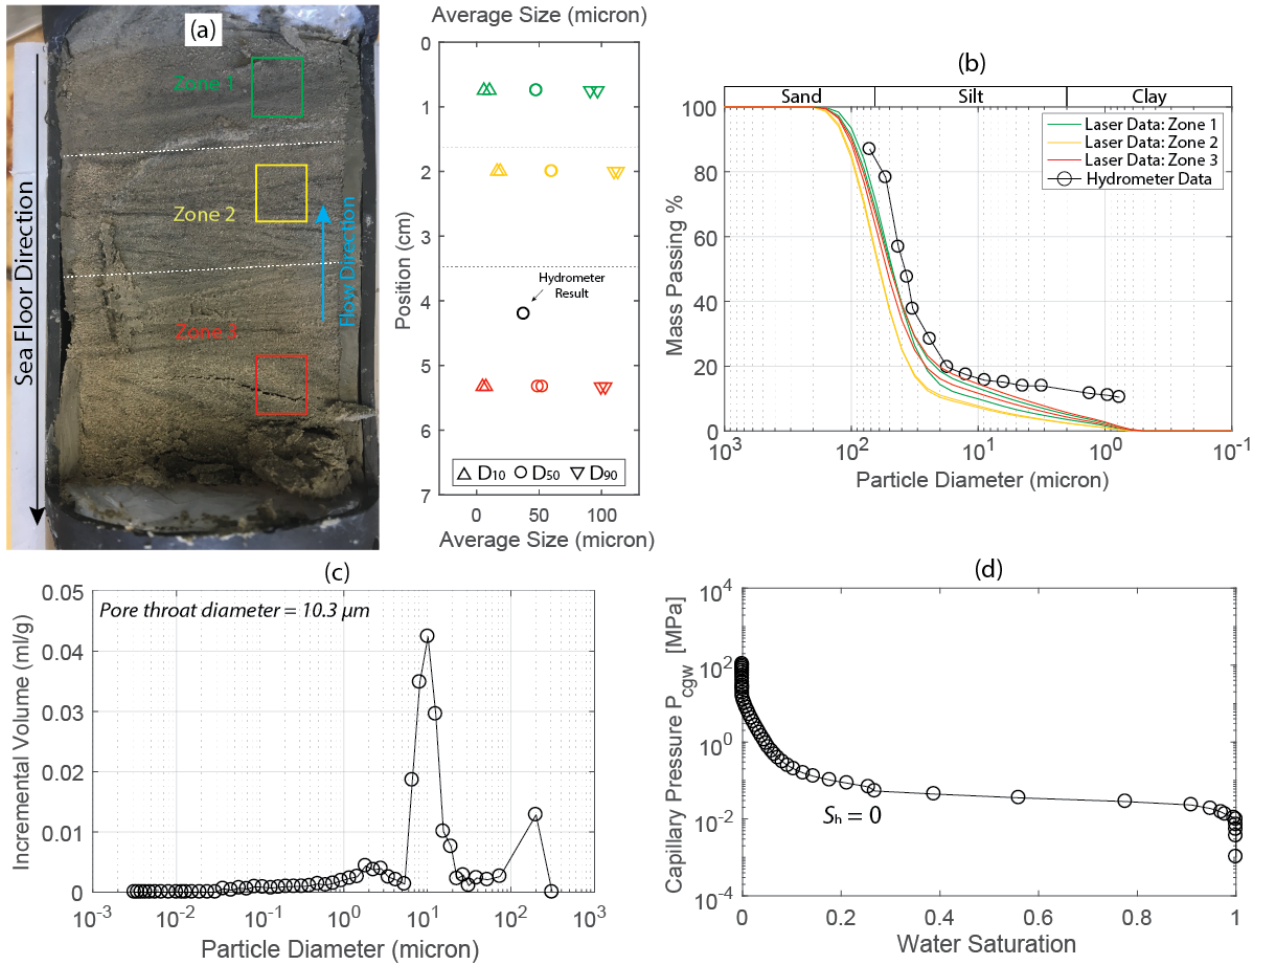 (a)
Zone 1
Zone 2
Zone 3
Sea Floor Direction
Flow Direction
Average Size (micron)
0
1
2
3
4
5
6
7
Position (cm)
Hydrometer
Result
D10 D50 D90
0 50 100
Average Size (micron)
(b)
Sand Silt Clay
100
80
60
40
20
0
Mass Passing %
Laser Data: Zone 1
Laser Data: Zone 2
Laser Data: Zone 3
Hydrometer Data
10³ 10² 10¹ 10⁰ 10⁻¹
Particle Diameter (micron)
(c)
Pore throat diameter = 10.3 µm
0.05
0.04
0.03
0.02
0.01
0
Incremental Volume (ml/g)
10⁻³ 10⁻² 10⁻¹ 10⁰ 10¹ 10² 10³
Particle Diameter (micron)
(d)
10⁴
10²
10⁰
10⁻²
10⁻⁴
Capillary Pressure Pcgw [MPa]
Sh = 0
0 0.2 0.4 0.6 0.8 1
Water Saturation